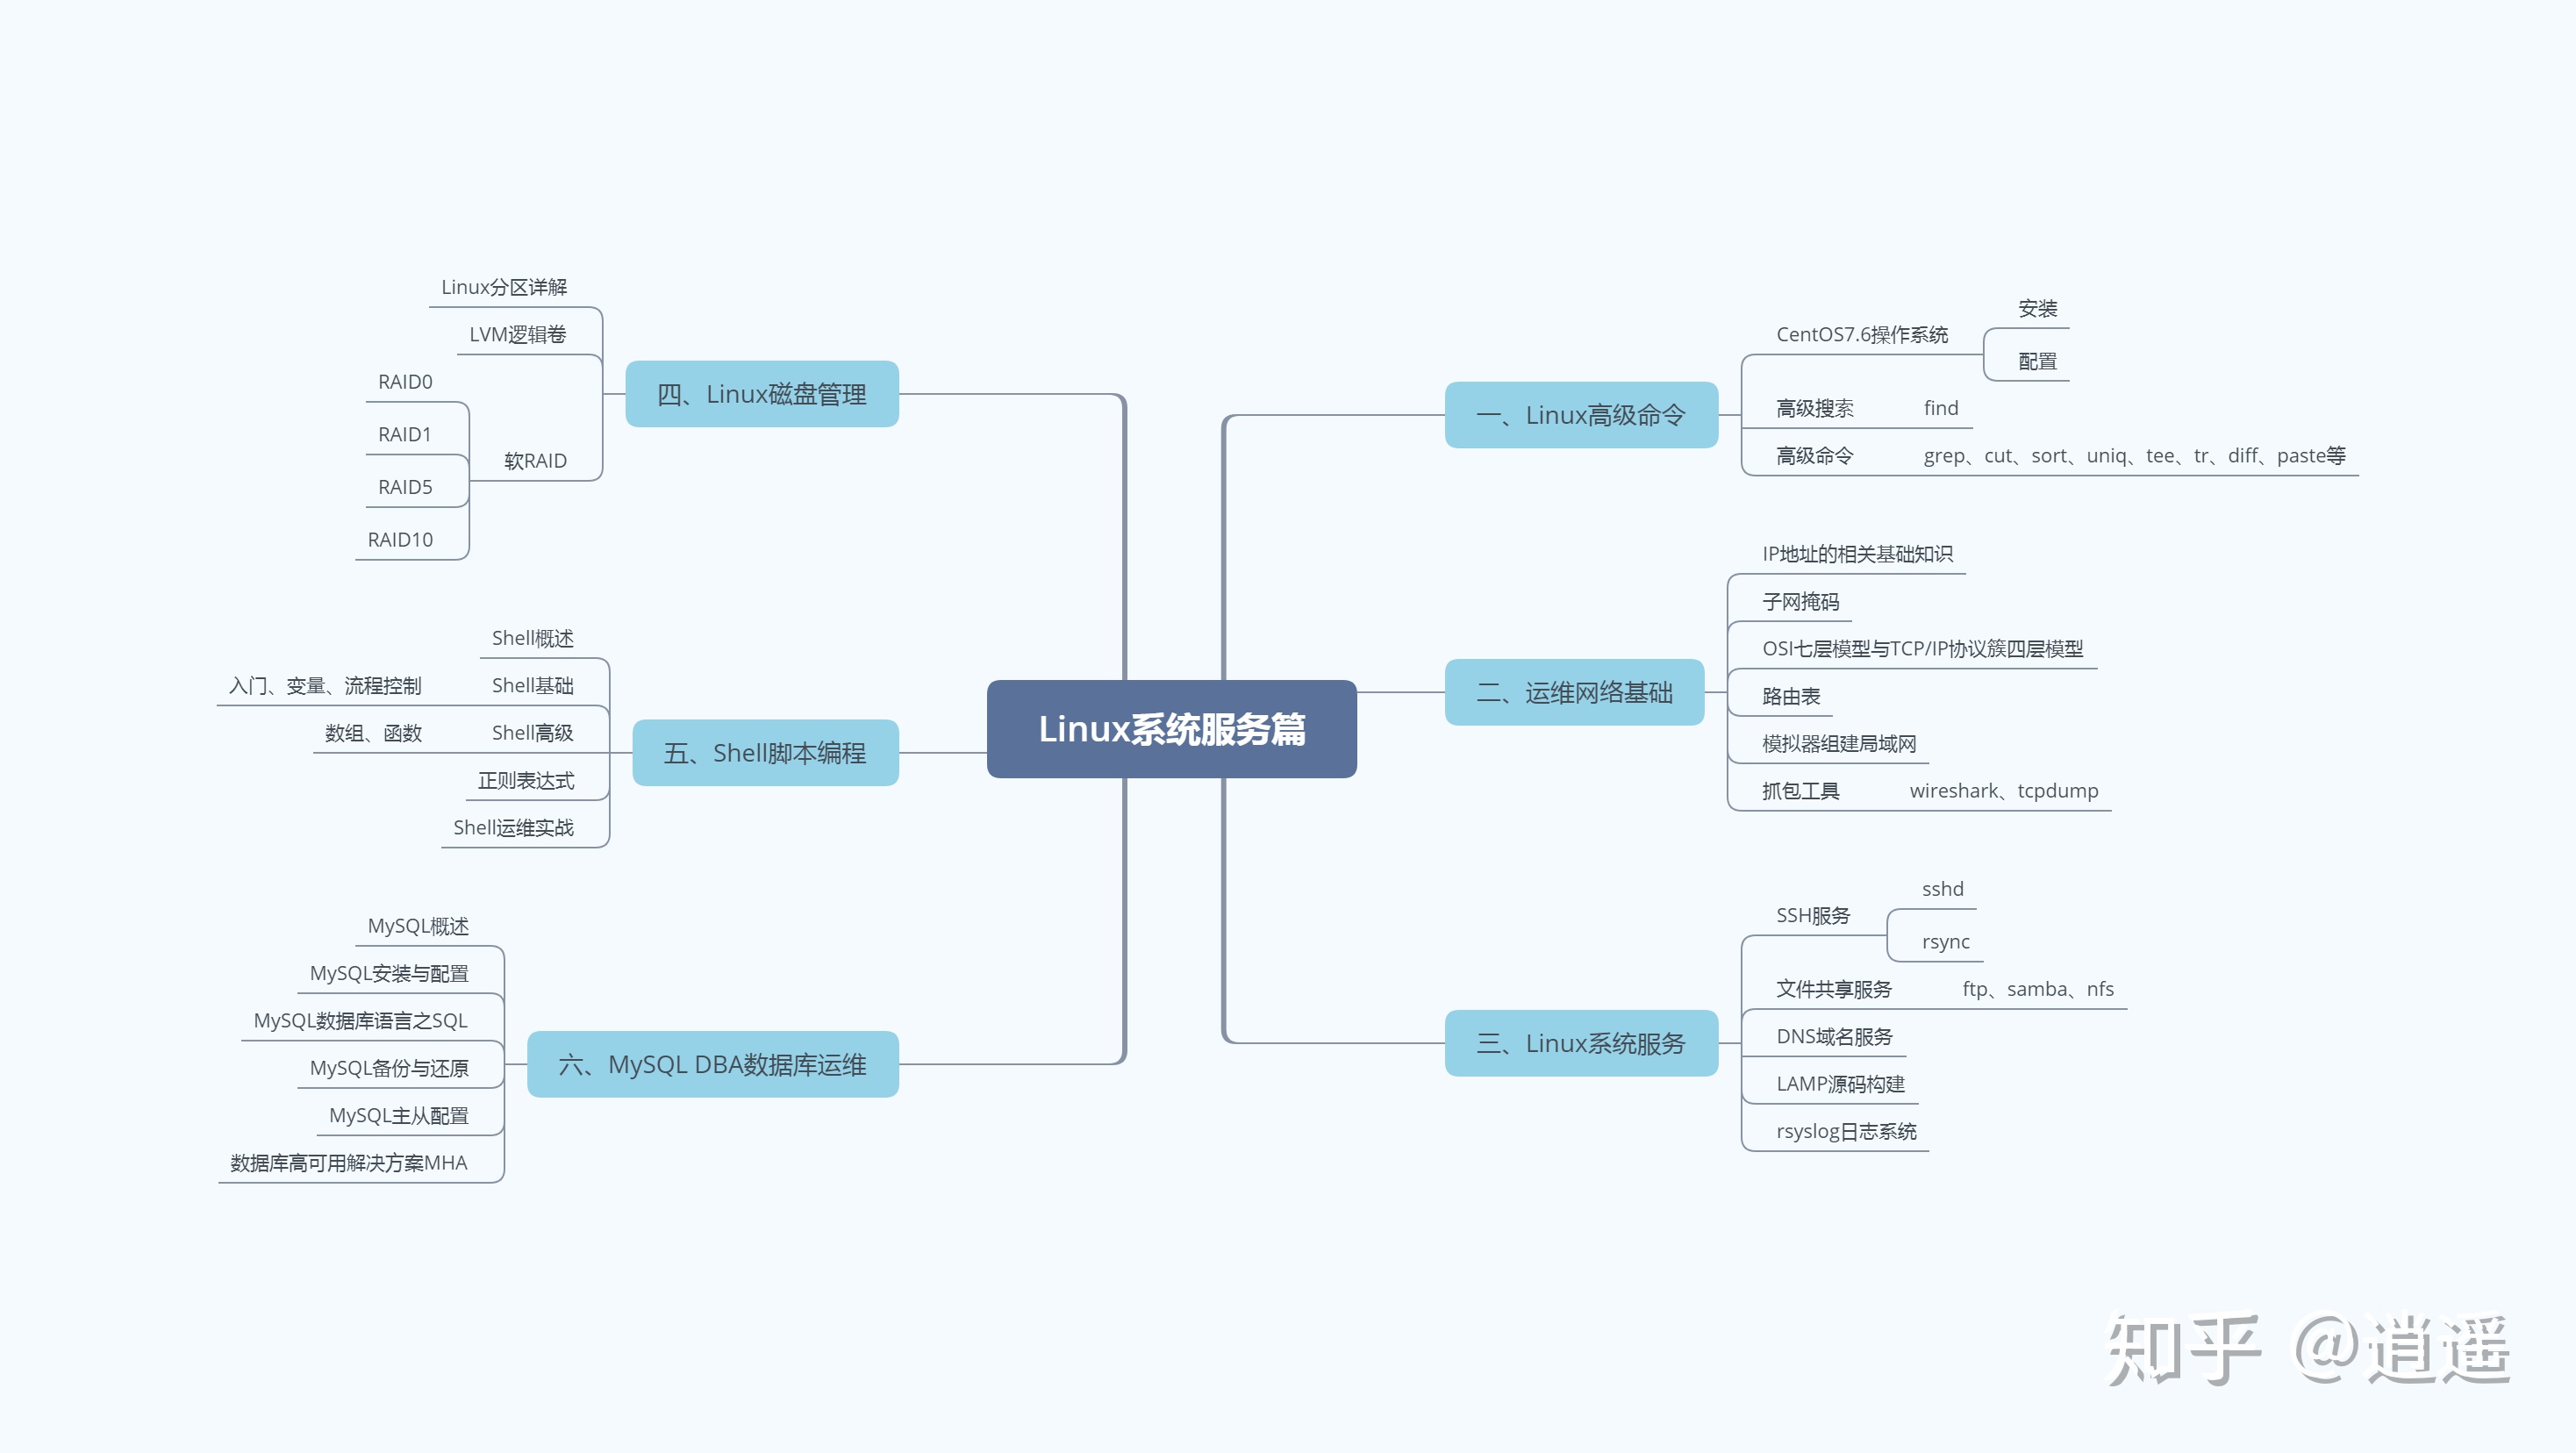 Linux系统服务篇
一、Linux高级命令
CentOS7.6操作系统
安装
配置
高级搜索 find
高级命令 grep、cut、sort、uniq、tee、tr、diff、paste等
二、运维网络基础
IP地址的相关基础知识
子网掩码
OSI七层模型与TCP/IP协议簇四层模型
路由表
模拟器组建局域网
抓包工具 wireshark、tcpdump
三、Linux系统服务
SSH服务
sshd
rsync
文件共享服务 ftp、samba、nfs
DNS域名服务
LAMP源码构建
rsyslog日志系统
四、Linux磁盘管理
Linux分区详解
LVM逻辑卷
软RAID
RAID0
RAID1
RAID5
RAID10
五、Shell脚本编程
Shell概述
Shell基础 入门、变量、流程控制
Shell高级 数组、函数
正则表达式
Shell运维实战
六、MySQL DBA数据库运维
MySQL概述
MySQL安装与配置
MySQL数据库语言之SQL
MySQL备份与还原
MySQL主从配置
数据库高可用解决方案MHA
知乎 @逍遥